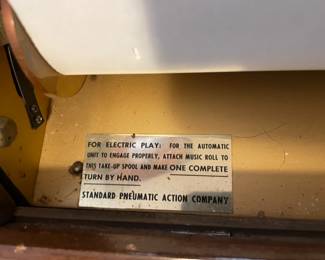 FOR ELECTRIC PLAY: FOR THE AUTOMATIC
UNIT TO ENGAGE PROPERLY, ATTACH MUSIC ROLL TO
THIS TAKE-UP SPOOL AND MAKE ONE COMPLETE
TURN BY HAND.
STANDARD PNEUMATIC ACTION COMPANY